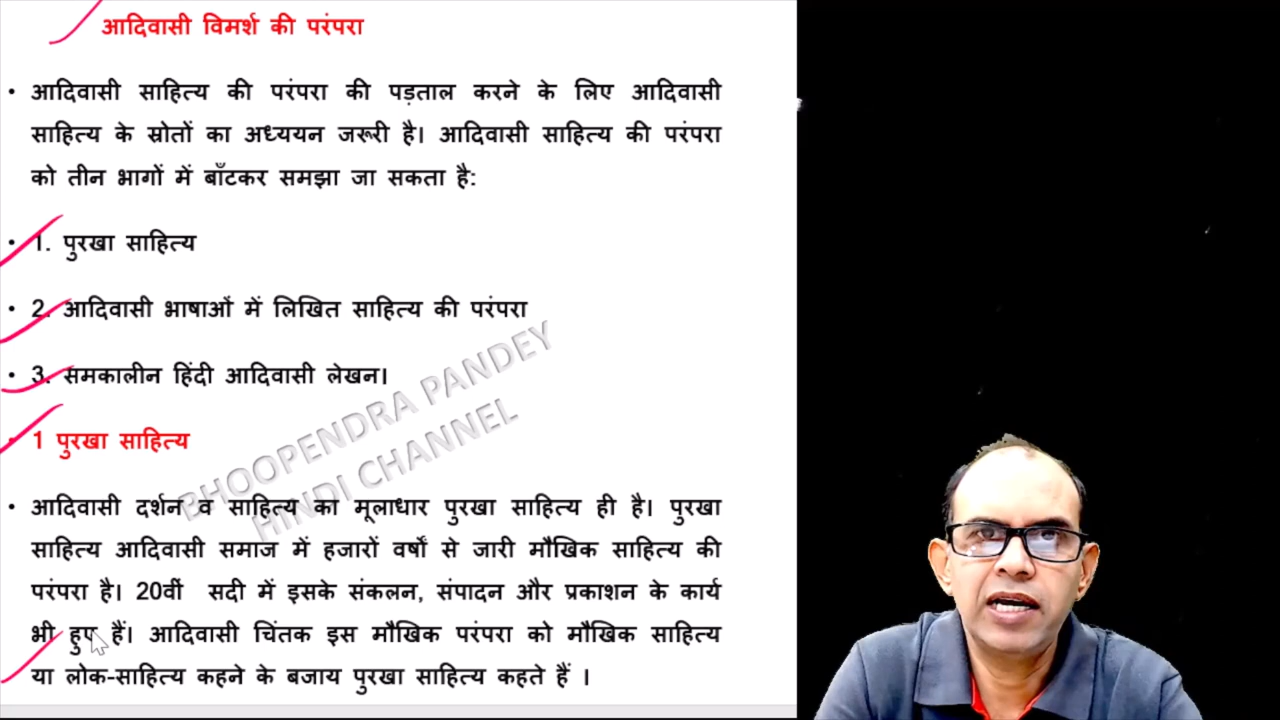 आदिवासी विमर्श की परंपरा
• आदिवासी साहित्य की परंपरा की पड़ताल करने के लिए आदिवासी
साहित्य के स्रोतों का अध्ययन जरूरी है। आदिवासी साहित्य की परंपरा
को तीन भागों में बाँटकर समझा जा सकता है:
• 1. पुरखा साहित्य
• 2. आदिवासी भाषाओं में लिखित साहित्य की परंपरा
• 3. समकालीन हिंदी आदिवासी लेखन।
• 1 पुरखा साहित्य
• आदिवासी दर्शन व साहित्य का मूलाधार पुरखा साहित्य ही है। पुरखा
साहित्य आदिवासी समाज में हजारों वर्षों से जारी मौखिक साहित्य की
परंपरा है। 20वीं सदी में इसके संकलन, संपादन और प्रकाशन के कार्य
भी हुए हैं। आदिवासी चिंतक इस मौखिक परंपरा को मौखिक साहित्य
या लोक-साहित्य कहने के बजाय पुरखा साहित्य कहते हैं ।
BHOOPENDRA PANDEY
HINDI CHANNEL